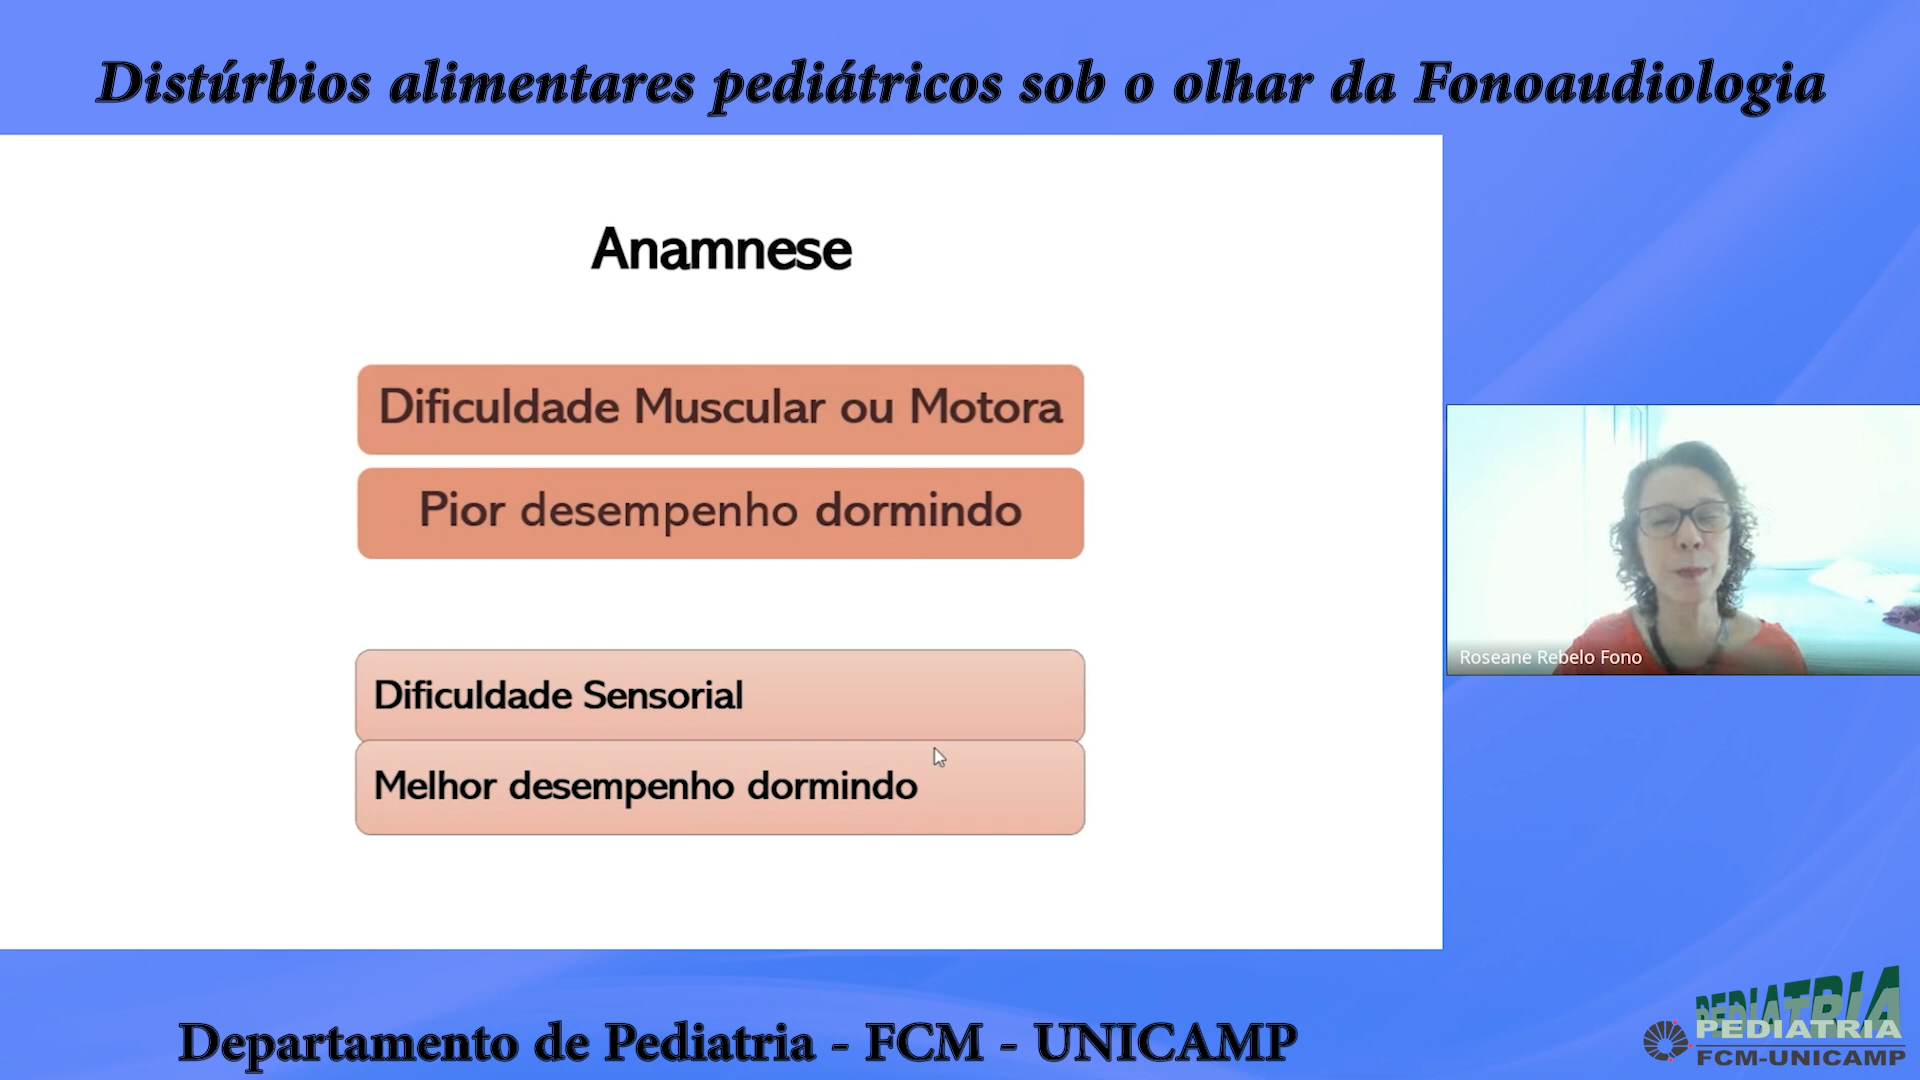 Distúrbios alimentares pediátricos sob o olhar da Fonoaudiologia
Anamnese
Dificuldade Muscular ou Motora
Pior desempenho dormindo
Dificuldade Sensorial
Melhor desempenho dormindo
Roseane Rebelo Fono
Departamento de Pediatria - FCM - UNICAMP
PEDIATRIA
PEDIATRIA
FCM-UNICAMP